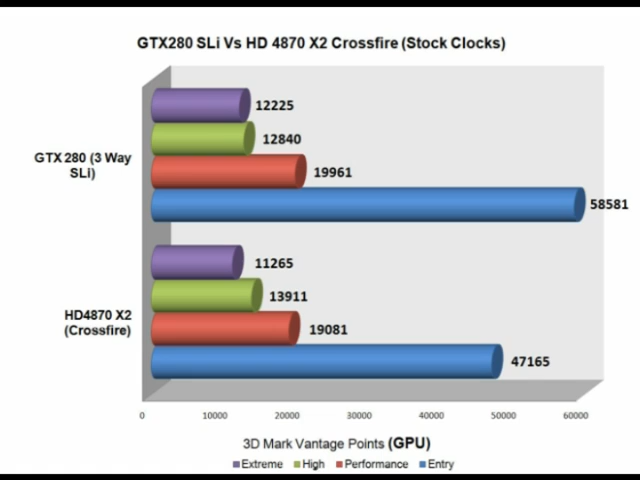 GTX280 SLi Vs HD 4870 X2 Crossfire (Stock Clocks)
GTX 280 (3 Way
SLi)
12225
12840
19961
58581
HD4870 X2
(Crossfire)
11265
13911
19081
47165
0 10000 20000 30000 40000 50000 60000
3D Mark Vantage Points (GPU)
Extreme High Performance Entry